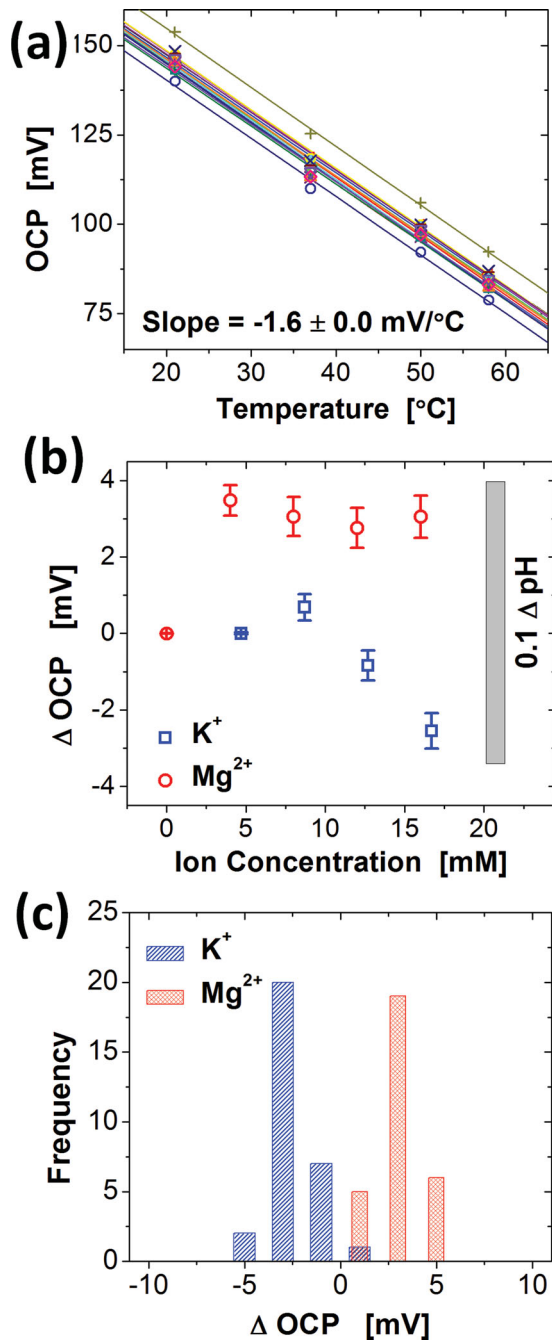 (a)
150
125
100
75
OCP [mV]
Slope = -1.6 ± 0.0 mV/°C
20 30 40 50 60
Temperature [°C]
(b)
4
2
0
-2
-4
Δ OCP [mV]
K⁺
Mg²⁺
0.1 Δ pH
0 5 10 15 20
Ion Concentration [mM]
(c)
25
20
15
10
5
0
Frequency
K⁺
Mg²⁺
-10 -5 0 5 10
Δ OCP [mV]